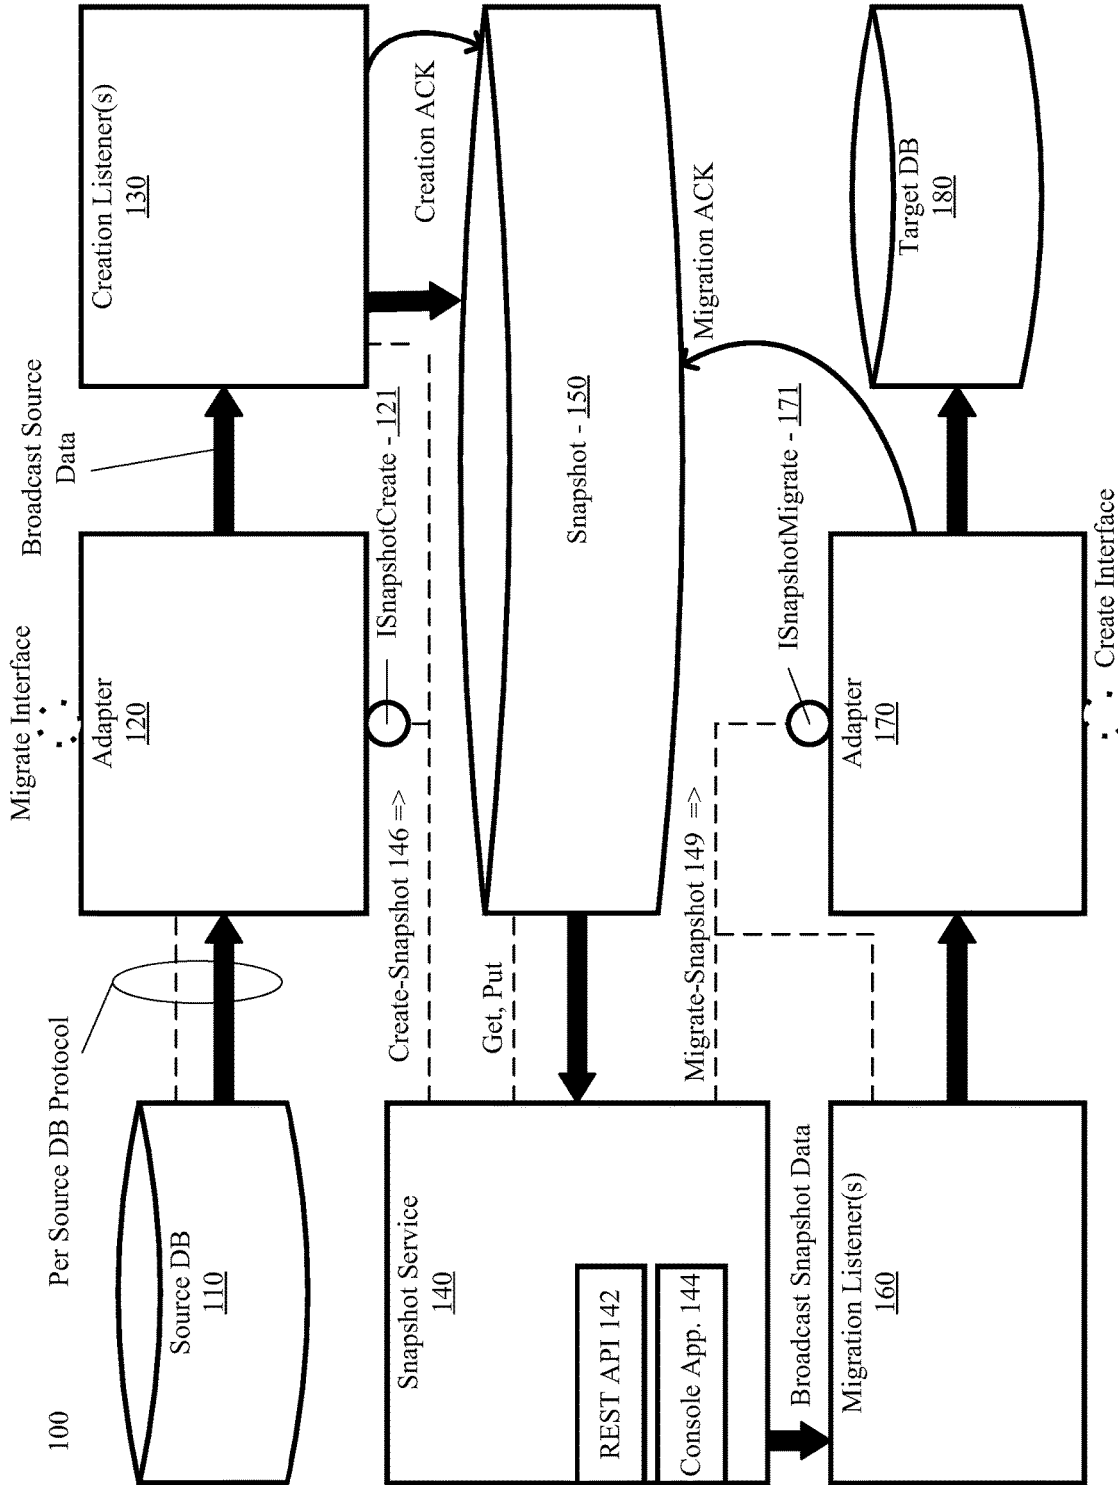 100
Per Source DB Protocol
Migrate Interface
Broadcast Source
Data
Source DB
110
Adapter
120
Creation Listener(s)
130
Create-Snapshot 146 =>
ISnapshotCreate - 121
Creation ACK
Snapshot Service
140
REST API 142
Console App. 144
Get, Put
Snapshot - 150
Migrate-Snapshot 149 =>
Migration ACK
Broadcast Snapshot Data
ISnapshotMigrate - 171
Migration Listener(s)
160
Adapter
170
Target DB
180
Create Interface